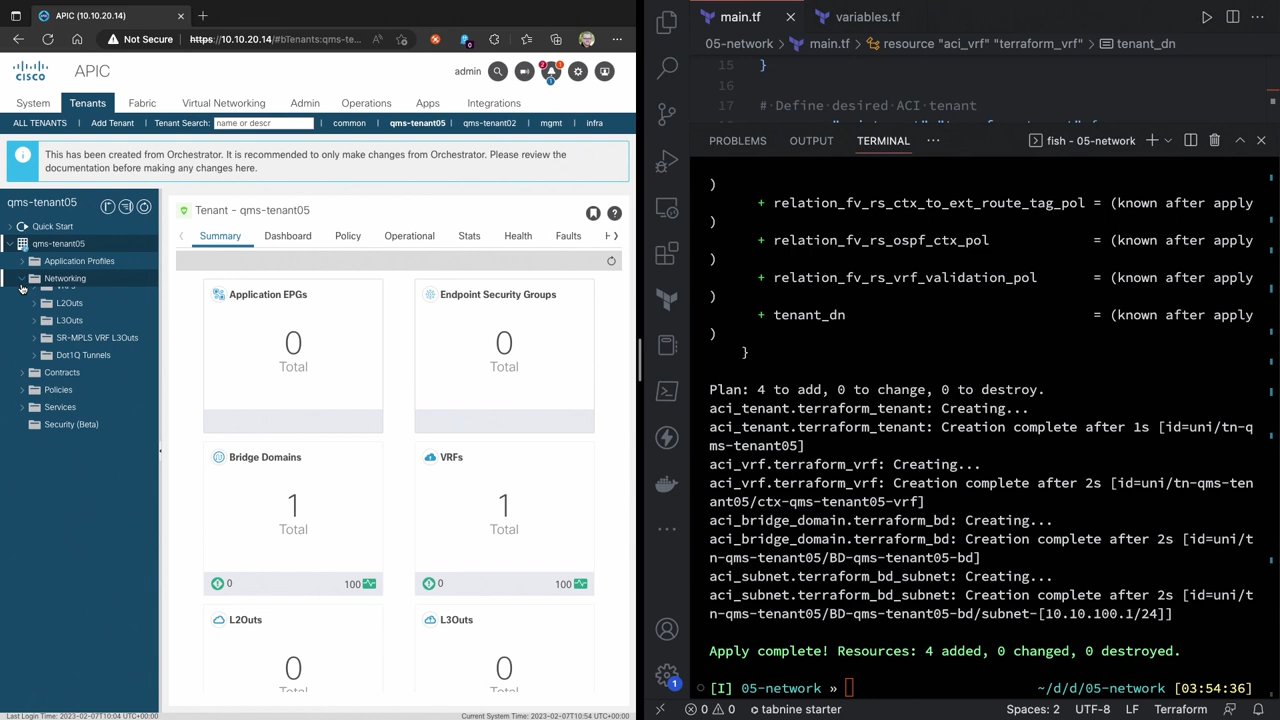 APIC (10.10.20.14)
Not Secure
https://10.10.20.14/#bTenants:qms-te...
cisco
APIC
admin
2
1
1
System
Tenants
Fabric
Virtual Networking
Admin
Operations
Apps
Integrations
ALL TENANTS | Add Tenant | Tenant Search: name or descr | common | qms-tenant05 | qms-tenant02 | mgmt | infra
This has been created from Orchestrator. It is recommended to only make changes from Orchestrator. Please review the
documentation before making any changes here.
qms-tenant05
Quick Start
qms-tenant05
Application Profiles
Networking
VRFs
L2Outs
L3Outs
SR-MPLS VRF L3Outs
Dot1Q Tunnels
Contracts
Policies
Services
Security (Beta)
Tenant - qms-tenant05
Summary
Dashboard
Policy
Operational
Stats
Health
Faults
H
Application EPGs
0
Total
Endpoint Security Groups
0
Total
Bridge Domains
1
Total
0
100
VRFs
1
Total
0
100
L2Outs
0
L3Outs
0
Last Login Time: 2023-02-07T10:04 UTC+00:00
Current System Time: 2023-02-07T10:54 UTC+00:00
main.tf
variables.tf
05-network > main.tf > resource "aci_vrf" "terraform_vrf" > tenant_dn
15 }
16
17 # Define desired ACI tenant
PROBLEMS
OUTPUT
TERMINAL
...
fish - 05-network
)
+ relation_fv_rs_ctx_to_ext_route_tag_pol = (known after apply
)
+ relation_fv_rs_ospf_ctx_pol = (known after apply
)
+ relation_fv_rs_vrf_validation_pol = (known after apply
)
+ tenant_dn = (known after apply
)
}
Plan: 4 to add, 0 to change, 0 to destroy.
aci_tenant.terraform_tenant: Creating...
aci_tenant.terraform_tenant: Creation complete after 1s [id=uni/tn-q
ms-tenant05]
aci_vrf.terraform_vrf: Creating...
aci_vrf.terraform_vrf: Creation complete after 2s [id=uni/tn-qms-ten
ant05/ctx-qms-tenant05-vrf]
aci_bridge_domain.terraform_bd: Creating...
aci_bridge_domain.terraform_bd: Creation complete after 2s [id=uni/t
n-qms-tenant05/BD-qms-tenant05-bd]
aci_subnet.terraform_bd_subnet: Creating...
aci_subnet.terraform_bd_subnet: Creation complete after 2s [id=uni/t
n-qms-tenant05/BD-qms-tenant05-bd/subnet-[10.10.100.1/24]]
Apply complete! Resources: 4 added, 0 changed, 0 destroyed.
[I] 05-network » ~/d/d/05-network [03:54:36]
1
0 0 tabnine starter Spaces: 2 UTF-8 LF Terraform